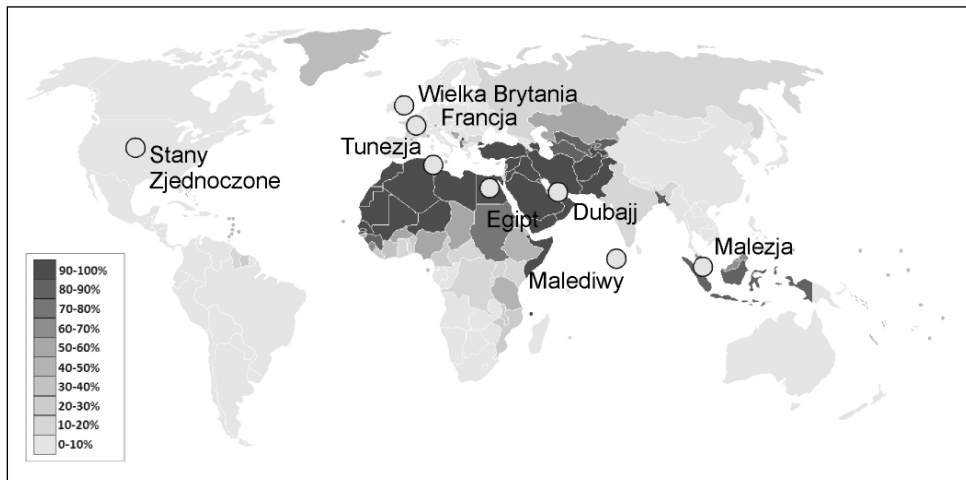 Wielka Brytania
Francja
Tunezja
Stany
Zjednoczone
Egipt
Dubajj
Malediwy
Malezja
90-100%
80-90%
70-80%
60-70%
50-60%
40-50%
30-40%
20-30%
10-20%
0-10%